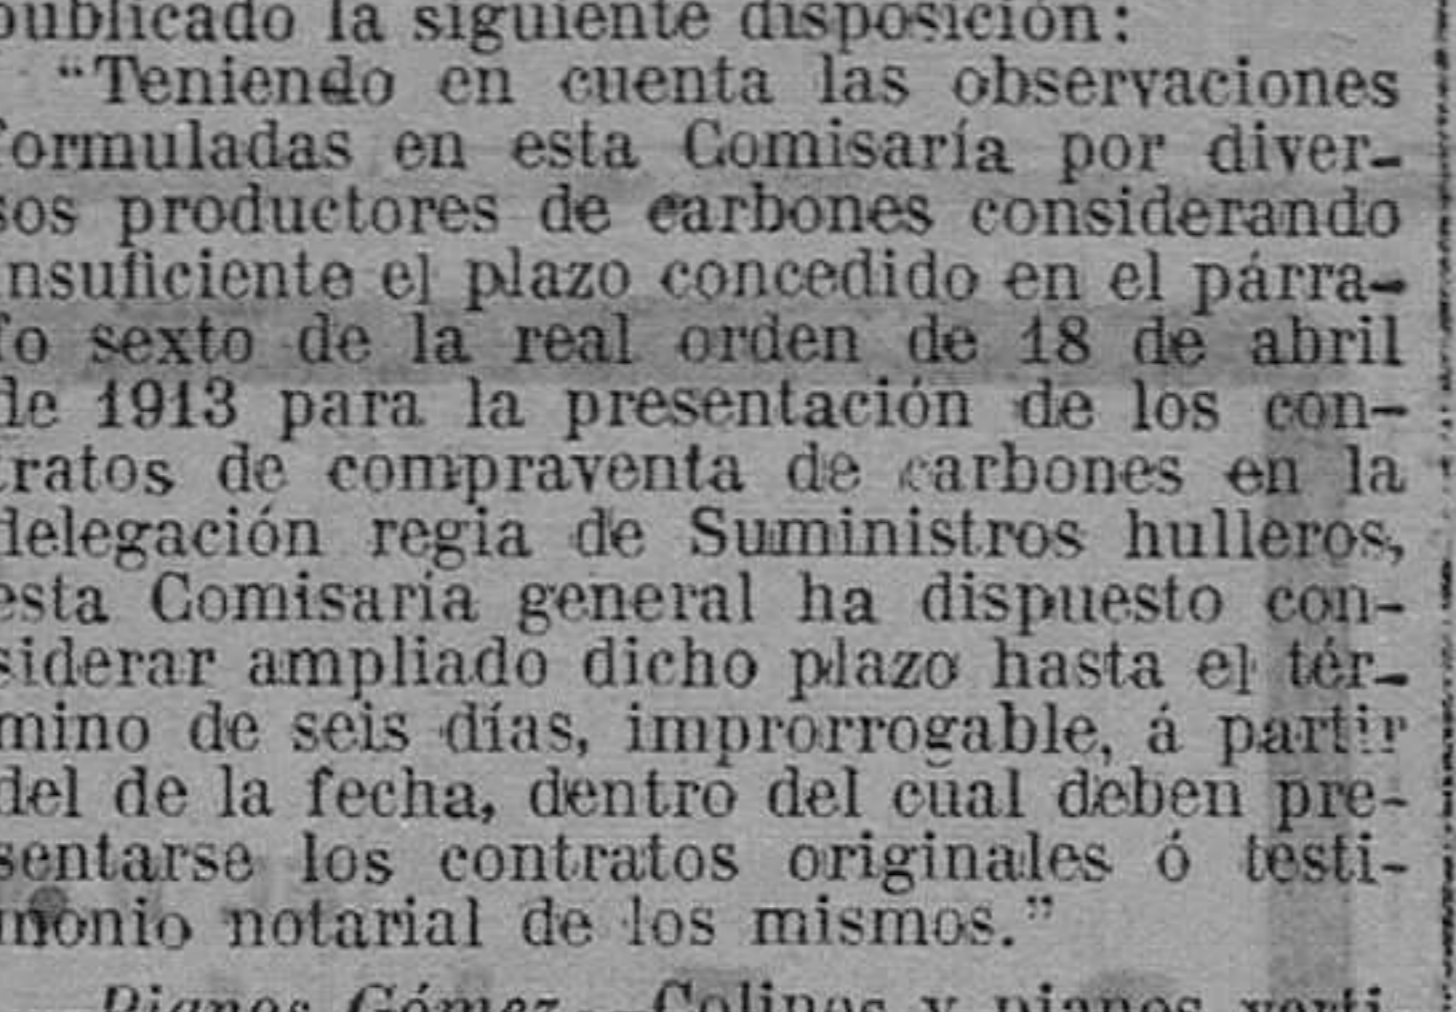 publicado la siguiente disposición:
“Teniendo en cuenta las observaciones
formuladas en esta Comisaría por diver-
sos productores de carbones considerando
insuficiente el plazo concedido en el párra-
fo sexto de la real orden de 18 de abril
de 1913 para la presentación de los con-
tratos de compraventa de carbones en la
delegación regia de Suministros hulleros,
esta Comisaría general ha dispuesto con-
siderar ampliado dicho plazo hasta el tér-
mino de seis días, improrrogable, á partir
del de la fecha, dentro del cual deben pre-
sentarse los contratos originales ó testi-
monio notarial de los mismos.”
Pianos Gómez.—Colines y pianos verti-